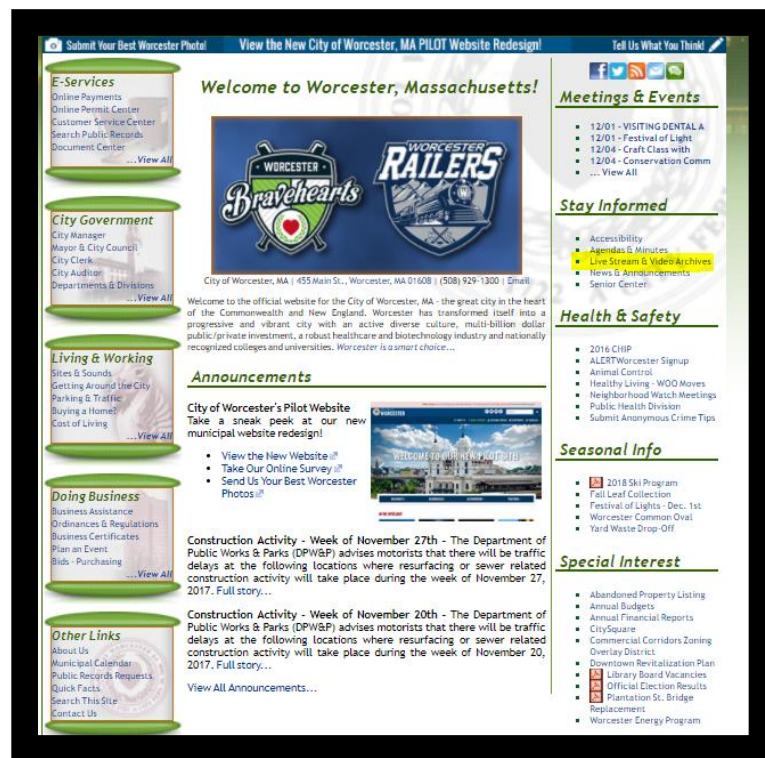 Submit Your Best Worcester Photo!
View the New City of Worcester, MA PILOT Website Redesign!
Tell Us What You Think!
E-Services
Online Payments
Online Permit Center
Customer Service Center
Search Public Records
Document Center
...View All
City Government
City Manager
Mayor & City Council
City Clerk
City Auditor
Departments & Divisions
...View All
Living & Working
Sites & Sounds
Getting Around the City
Parking & Traffic
Buying a Home?
Cost of Living
...View All
Doing Business
Business Assistance
Ordinances & Regulations
Business Certificates
Plan an Event
Bids - Purchasing
...View All
Other Links
About Us
Municipal Calendar
Public Records Requests
Quick Facts
Search This Site
Contact Us
Welcome to Worcester, Massachusetts!
WORCESTER
Bravehearts
WORCESTER
RAILERS
City of Worcester, MA | 455 Main St., Worcester, MA 01608 | (508) 929-1300 | Email
Welcome to the official website for the City of Worcester, MA - the great city in the heart
of the Commonwealth and New England. Worcester has transformed itself into a
progressive and vibrant city with an active diverse culture, multi-billion dollar
public/private investment, a robust healthcare and biotechnology industry and nationally
recognized colleges and universities. Worcester is a smart choice...
Announcements
City of Worcester's Pilot Website
Take a sneak peek at our new
municipal website redesign!
View the New Website
Take Our Online Survey
Send Us Your Best Worcester
Photos
WELCOME TO OUR NEW PILOT SITE!
Construction Activity - Week of November 27th - The Department of
Public Works & Parks (DPW&P) advises motorists that there will be traffic
delays at the following locations where resurfacing or sewer related
construction activity will take place during the week of November 27,
2017. Full story...
Construction Activity - Week of November 20th - The Department of
Public Works & Parks (DPW&P) advises motorists that there will be traffic
delays at the following locations where resurfacing or sewer related
construction activity will take place during the week of November 20,
2017. Full story...
View All Announcements...
Meetings & Events
12/01 - VISITING DENTAL A
12/01 - Festival of Light
12/04 - Craft Class with
12/04 - Conservation Comm
... View All
Stay Informed
Accessibility
Agendas & Minutes
Live Stream & Video Archives
News & Announcements
Senior Center
Health & Safety
2016 CHIP
ALERTWorcester Signup
Animal Control
Healthy Living - WOO Moves
Neighborhood Watch Meetings
Public Health Division
Submit Anonymous Crime Tips
Seasonal Info
2018 Ski Program
Fall Leaf Collection
Festival of Lights - Dec. 1st
Worcester Common Oval
Yard Waste Drop-Off
Special Interest
Abandoned Property Listing
Annual Budgets
Annual Financial Reports
CitySquare
Commercial Corridors Zoning
Overlay District
Downtown Revitalization Plan
Library Board Vacancies
Official Election Results
Plantation St. Bridge
Replacement
Worcester Energy Program